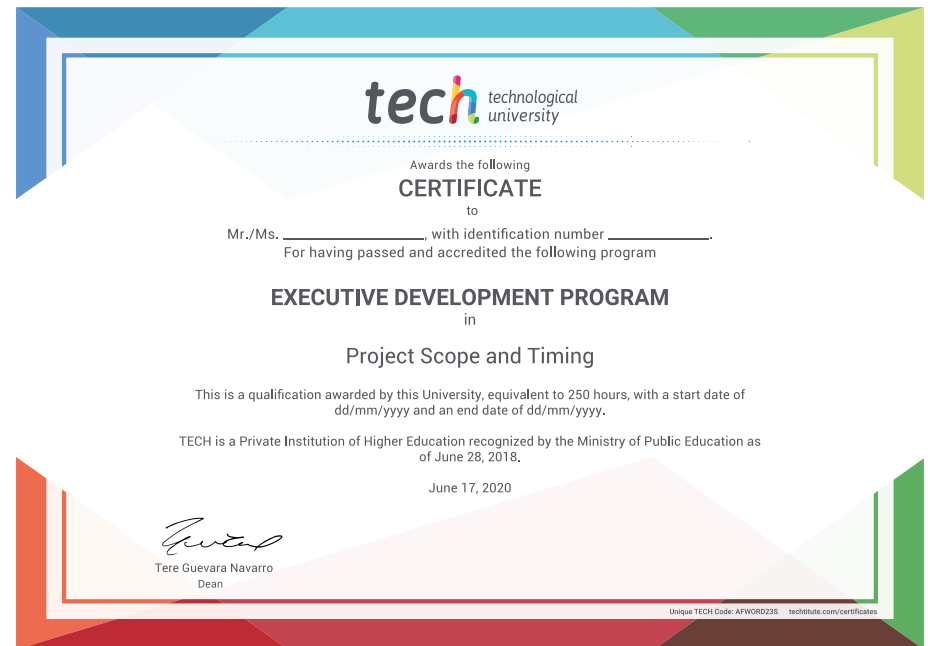 tech technological
university
Awards the following
CERTIFICATE
to
Mr./Ms. ________________, with identification number ____________.
For having passed and accredited the following program
EXECUTIVE DEVELOPMENT PROGRAM
in
Project Scope and Timing
This is a qualification awarded by this University, equivalent to 250 hours, with a start date of
dd/mm/yyyy and an end date of dd/mm/yyyy.
TECH is a Private Institution of Higher Education recognized by the Ministry of Public Education as
of June 28, 2018.
June 17, 2020
Tere Guevara Navarro
Dean
Unique TECH Code: AFWORD23S techtitute.com/certificates